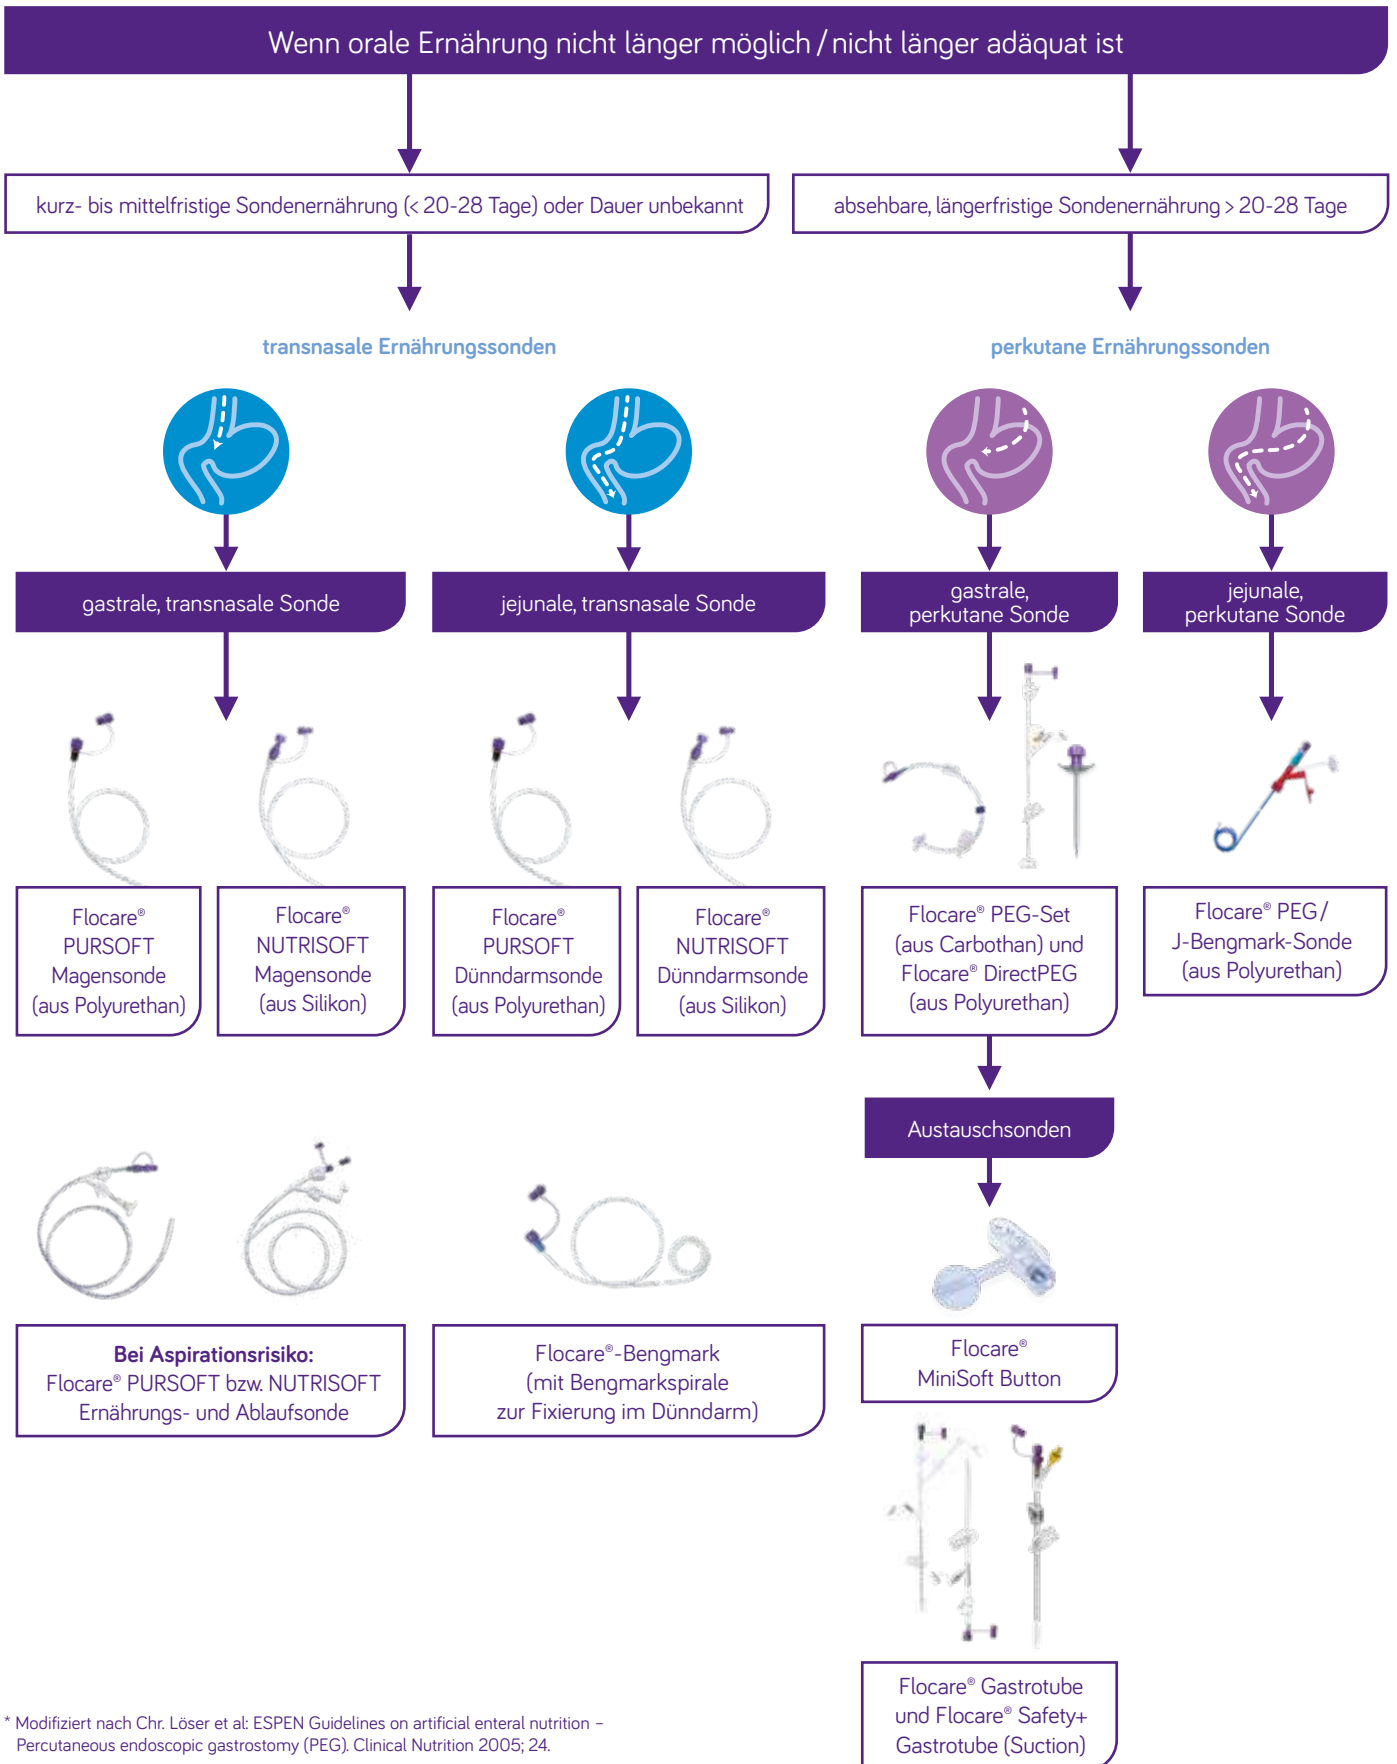 Wenn orale Ernährung nicht länger möglich / nicht länger adäquat ist
kurz- bis mittelfristige Sondenernährung (< 20-28 Tage) oder Dauer unbekannt
absehbare, längerfristige Sondenernährung > 20-28 Tage
transnasale Ernährungssonden
perkutane Ernährungssonden
gastrale, transnasale Sonde
jejunale, transnasale Sonde
gastrale,
perkutane Sonde
jejunale,
perkutane Sonde
Flocare®
PURSOFT
Magensonde
(aus Polyurethan)
Flocare®
NUTRISOFT
Magensonde
(aus Silikon)
Flocare®
PURSOFT
Dünndarmsonde
(aus Polyurethan)
Flocare®
NUTRISOFT
Dünndarmsonde
(aus Silikon)
Flocare® PEG-Set
(aus Carbothan) und
Flocare® DirectPEG
(aus Polyurethan)
Flocare® PEG/
J-Bengmark-Sonde
(aus Polyurethan)
Austauschsonden
Bei Aspirationsrisiko:
Flocare® PURSOFT bzw. NUTRISOFT
Ernährungs- und Ablaufsonde
Flocare®-Bengmark
(mit Bengmarkspirale
zur Fixierung im Dünndarm)
Flocare®
MiniSoft Button
Flocare® Gastrotube
und Flocare® Safety+
Gastrotube (Suction)
* Modifiziert nach Chr. Löser et al: ESPEN Guidelines on artificial enteral nutrition –
Percutaneous endoscopic gastrostomy (PEG). Clinical Nutrition 2005; 24.